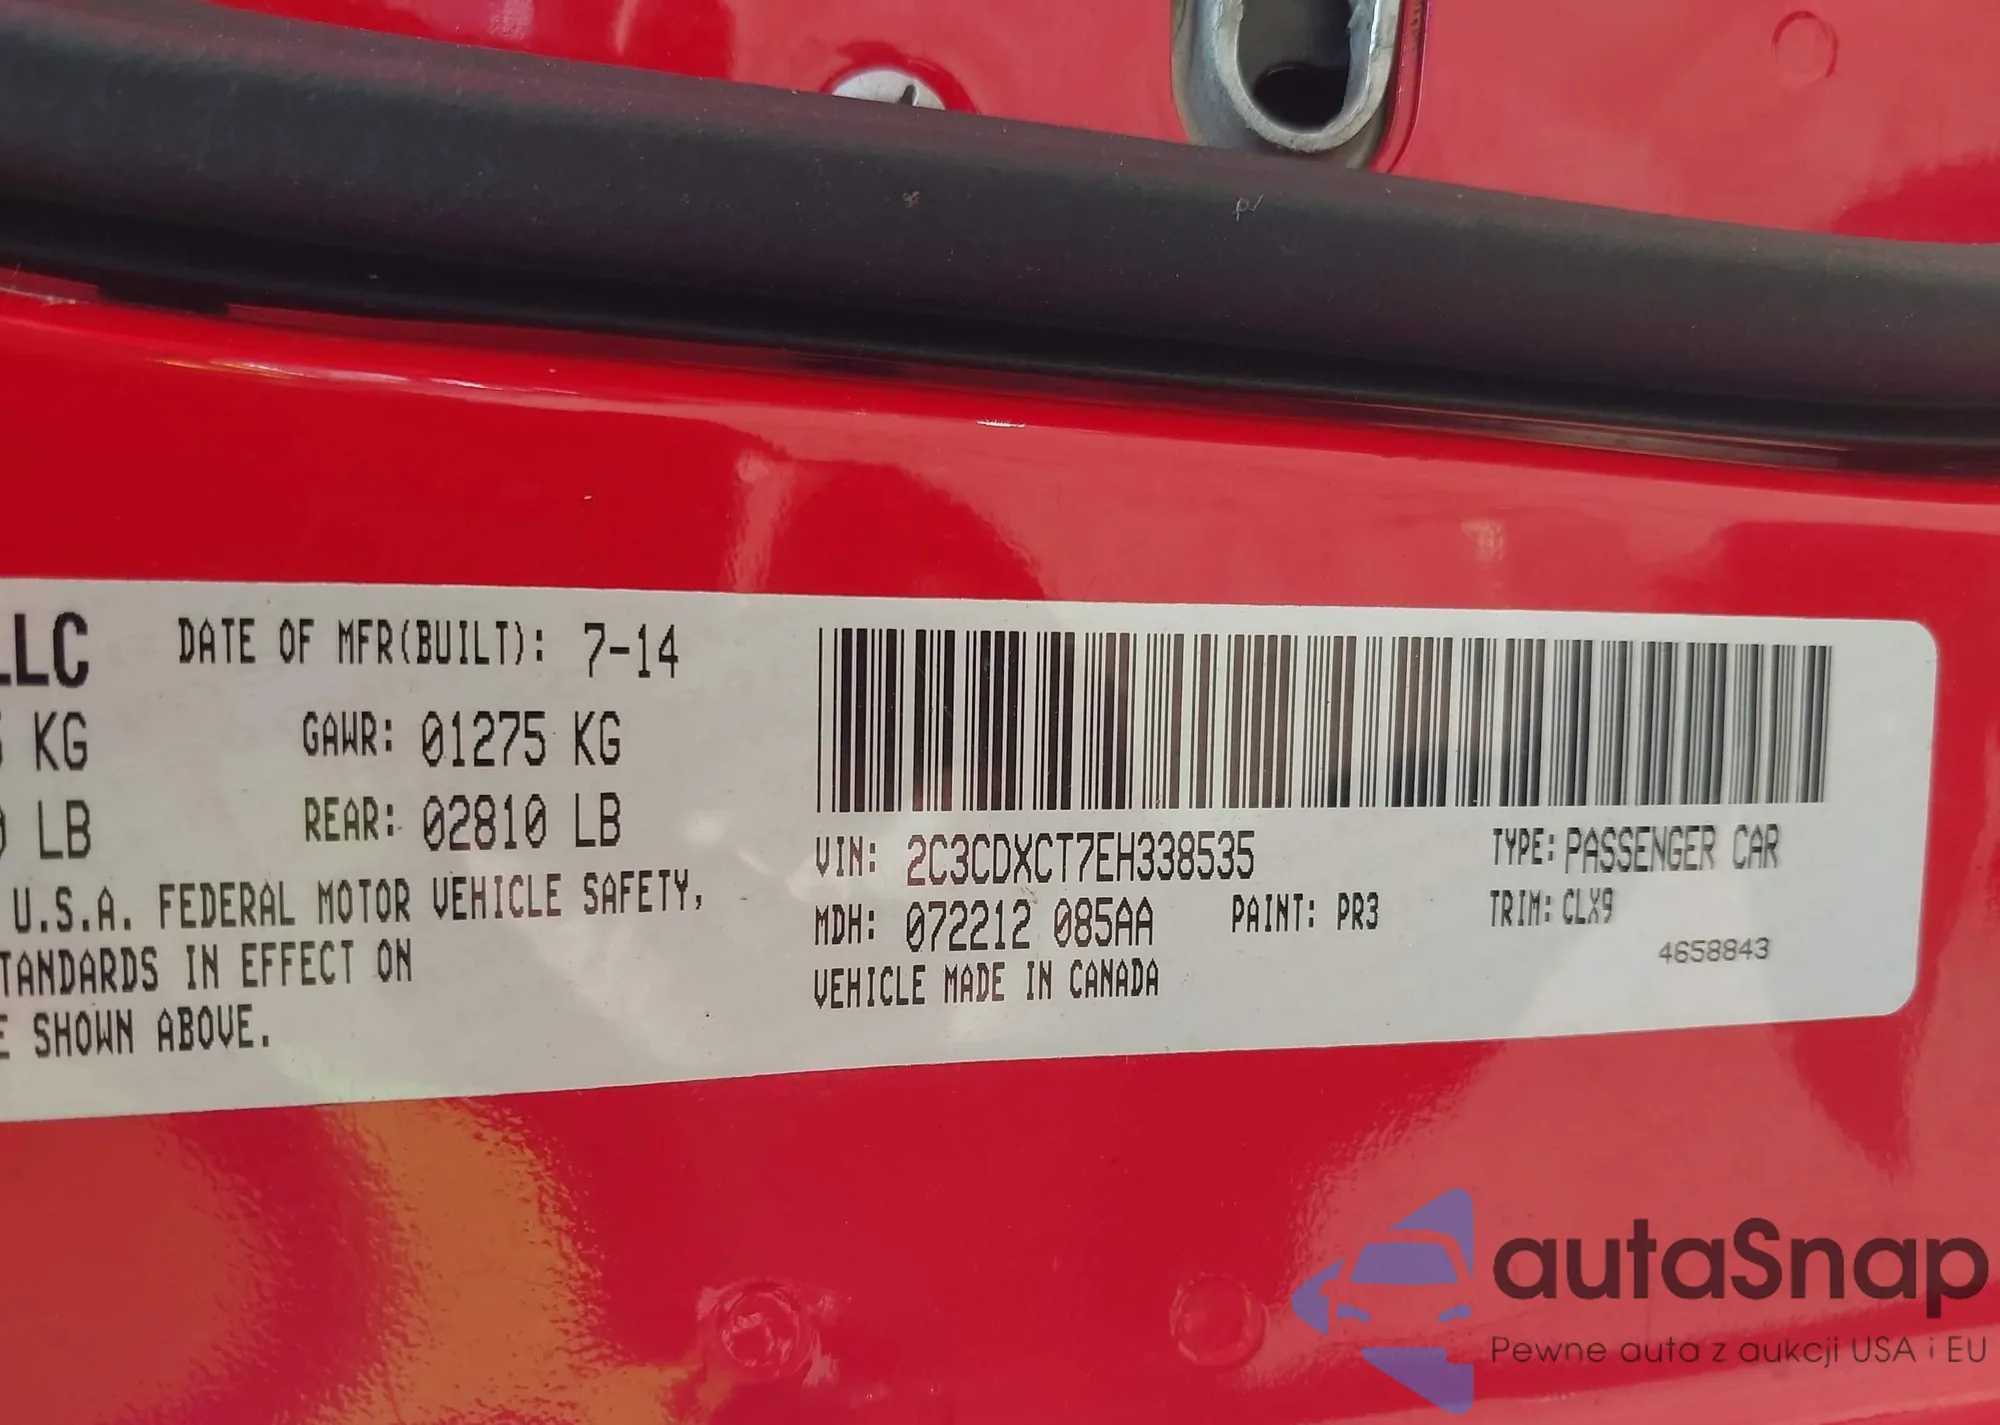 LLC DATE OF MFR(BUILT): 7-14
KG GAWR: 01275 KG
LB REAR: 02810 LB
U.S.A. FEDERAL MOTOR VEHICLE SAFETY,
TANDARDS IN EFFECT ON
E SHOWN ABOVE.
VIN: 2C3CDXCT7EH338535 TYPE: PASSENGER CAR
MDH: 072212 085AA PAINT: PR3 TRIM: CLX9
VEHICLE MADE IN CANADA 4658843
autaSnap
Pewne auta z aukcji USA i EU